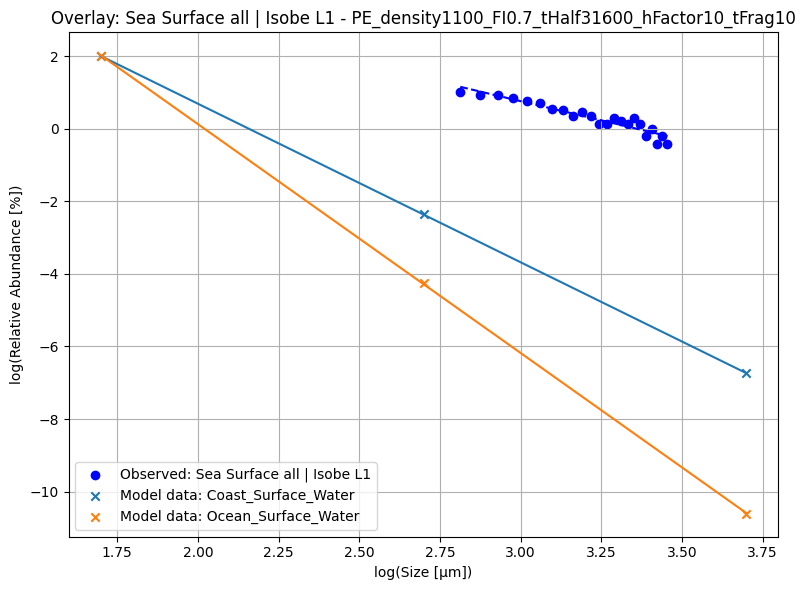 Overlay: Sea Surface all | Isobe L1 - PE_density1100_FI0.7_tHalf31600_hFactor10_tFrag10
log(Relative Abundance [%])
2
0
−2
−4
−6
−8
−10
Observed: Sea Surface all | Isobe L1
Model data: Coast_Surface_Water
Model data: Ocean_Surface_Water
1.75 2.00 2.25 2.50 2.75 3.00 3.25 3.50 3.75
log(Size [µm])